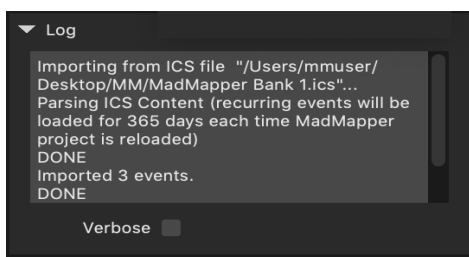 Log
Importing from ICS file  "/Users/mmuser/
Desktop/MM/MadMapper Bank 1.ics"...
Parsing ICS Content (recurring events will be
loaded for 365 days each time MadMapper
project is reloaded)
DONE
Imported 3 events.
DONE
Verbose